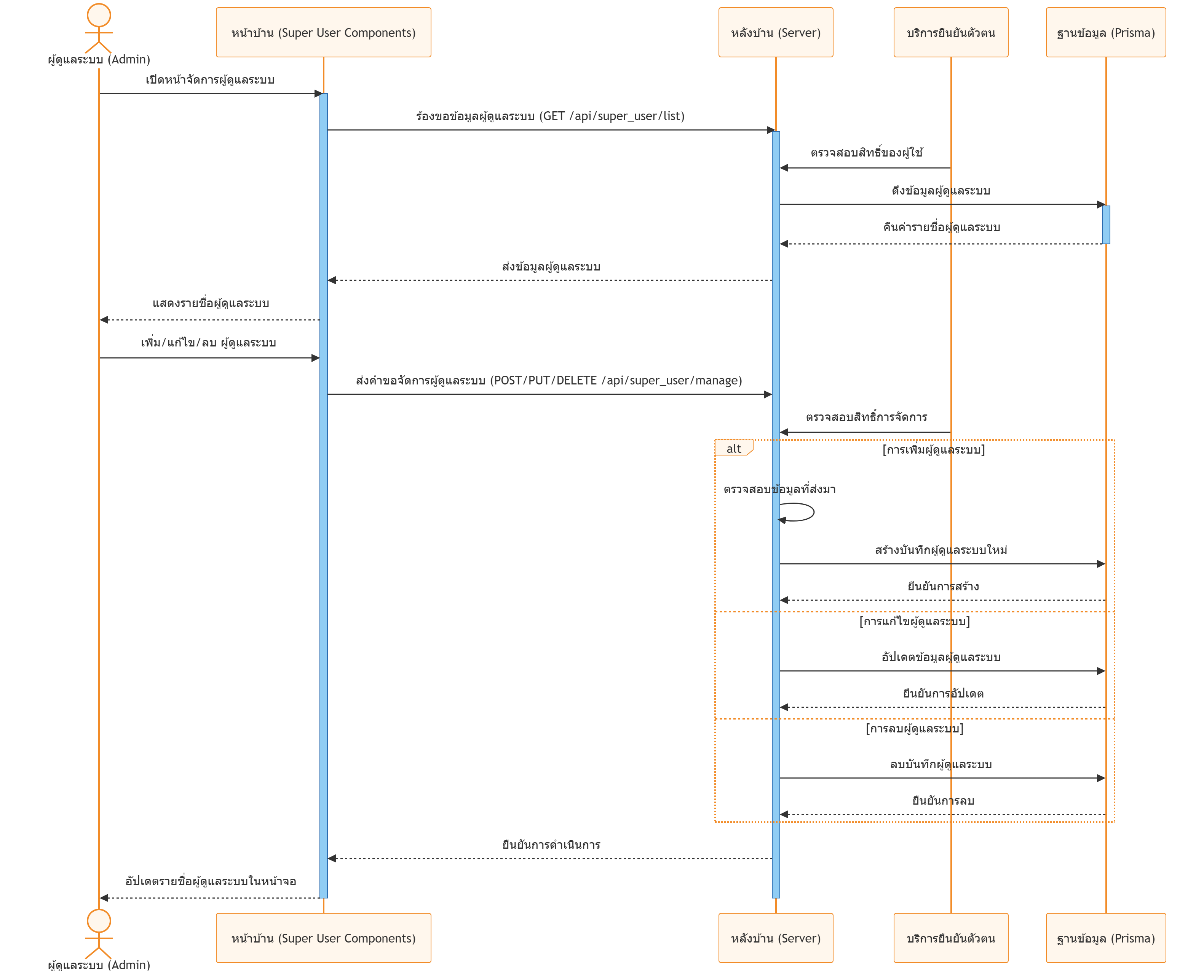 หน้าบ้าน (Super User Components)
หลังบ้าน (Server)
บริการยืนยันตัวตน
ฐานข้อมูล (Prisma)
ผู้ดูแลระบบ (Admin)
เปิดหน้าจัดการผู้ดูแลระบบ
ร้องขอข้อมูลผู้ดูแลระบบ (GET /api/super_user/list)
ตรวจสอบสิทธิ์ของผู้ใช้
ดึงข้อมูลผู้ดูแลระบบ
คืนค่ารายชื่อผู้ดูแลระบบ
ส่งข้อมูลผู้ดูแลระบบ
แสดงรายชื่อผู้ดูแลระบบ
เพิ่ม/แก้ไข/ลบ ผู้ดูแลระบบ
ส่งคำขอจัดการผู้ดูแลระบบ (POST/PUT/DELETE /api/super_user/manage)
ตรวจสอบสิทธิ์การจัดการ
alt
[การเพิ่มผู้ดูแลระบบ]
ตรวจสอบข้อมูลที่ส่งมา
สร้างบันทึกผู้ดูแลระบบใหม่
ยืนยันการสร้าง
[การแก้ไขผู้ดูแลระบบ]
อัปเดตข้อมูลผู้ดูแลระบบ
ยืนยันการอัปเดต
[การลบผู้ดูแลระบบ]
ลบบันทึกผู้ดูแลระบบ
ยืนยันการลบ
ยืนยันการดำเนินการ
อัปเดตรายชื่อผู้ดูแลระบบในหน้าจอ
หน้าบ้าน (Super User Components)
หลังบ้าน (Server)
บริการยืนยันตัวตน
ฐานข้อมูล (Prisma)
ผู้ดูแลระบบ (Admin)